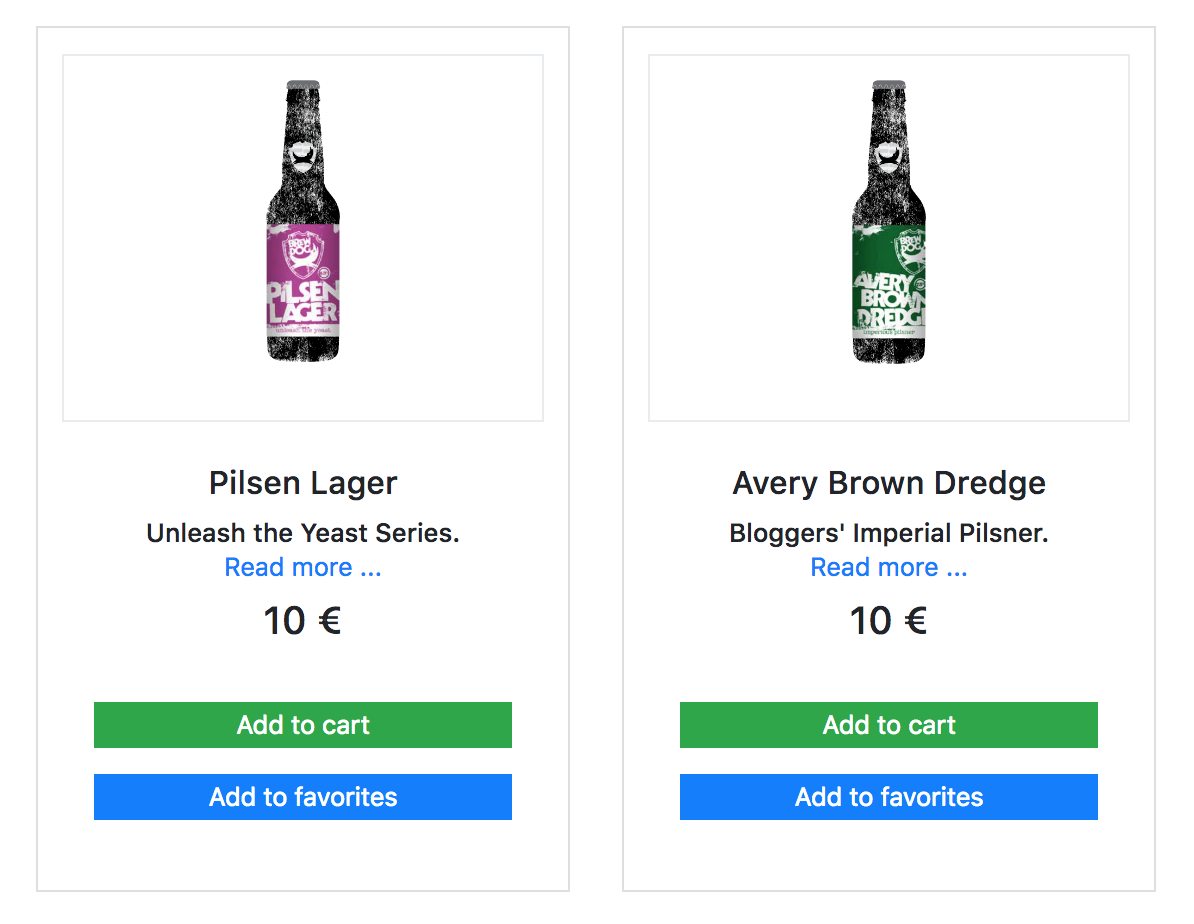 BREW
DOG
PILSEN
LAGER
unleash the yeast
Pilsen Lager
Unleash the Yeast Series.
Read more ...
10 €
Add to cart
Add to favorites
BREW
DOG
AVERY
BROWN
DREDGE
imperial pilsner
Avery Brown Dredge
Bloggers' Imperial Pilsner.
Read more ...
10 €
Add to cart
Add to favorites